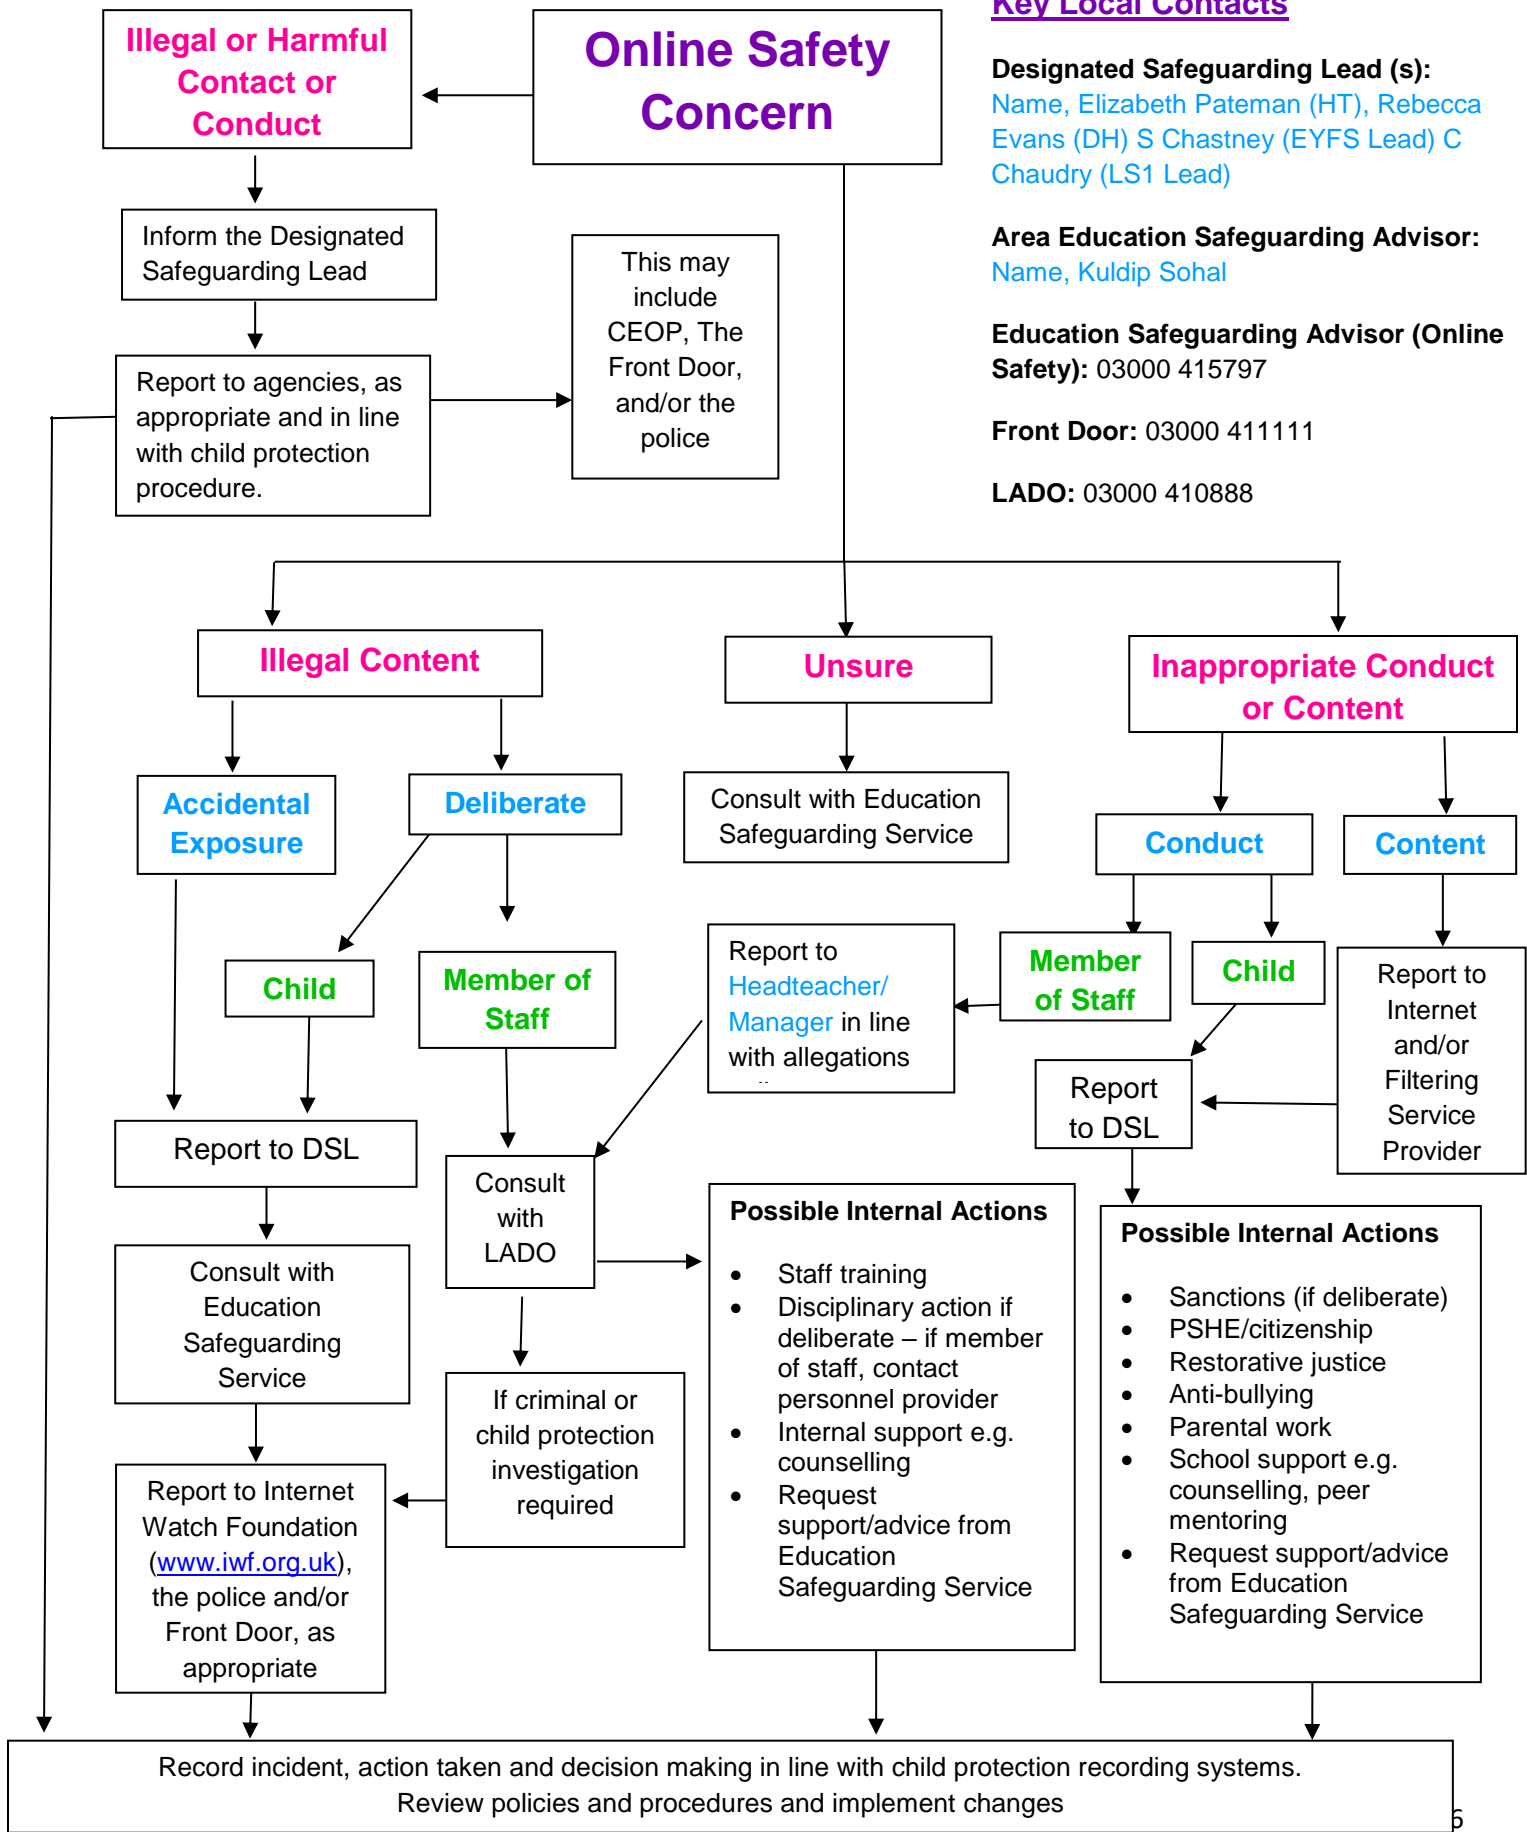 Key Local Contacts
Illegal or Harmful
Contact or
Conduct
Online Safety
Concern
Designated Safeguarding Lead (s):
Name, Elizabeth Pateman (HT), Rebecca
Evans (DH) S Chastney (EYFS Lead) C
Chaudry (LS1 Lead)
Area Education Safeguarding Advisor:
Name, Kuldip Sohal
Education Safeguarding Advisor (Online
Safety): 03000 415797
Front Door: 03000 411111
LADO: 03000 410888
Inform the Designated
Safeguarding Lead
This may
include
CEOP, The
Front Door,
and/or the
police
Report to agencies, as
appropriate and in line
with child protection
procedure.
Illegal Content
Unsure
Inappropriate Conduct
or Content
Accidental
Exposure
Deliberate
Consult with Education
Safeguarding Service
Conduct
Content
Child
Member of
Staff
Report to
Headteacher/
Manager in line
with allegations
Member
of Staff
Child
Report to
Internet
and/or
Filtering
Service
Provider
Report to DSL
Report
to DSL
Consult
with
LADO
Consult with
Education
Safeguarding
Service
If criminal or
child protection
investigation
required
Report to Internet
Watch Foundation
(www.iwf.org.uk),
the police and/or
Front Door, as
appropriate
Possible Internal Actions
• Staff training
• Disciplinary action if
deliberate – if member
of staff, contact
personnel provider
• Internal support e.g.
counselling
• Request
support/advice from
Education
Safeguarding Service
Possible Internal Actions
• Sanctions (if deliberate)
• PSHE/citizenship
• Restorative justice
• Anti-bullying
• Parental work
• School support e.g.
counselling, peer
mentoring
• Request support/advice
from Education
Safeguarding Service
Record incident, action taken and decision making in line with child protection recording systems.
Review policies and procedures and implement changes
6